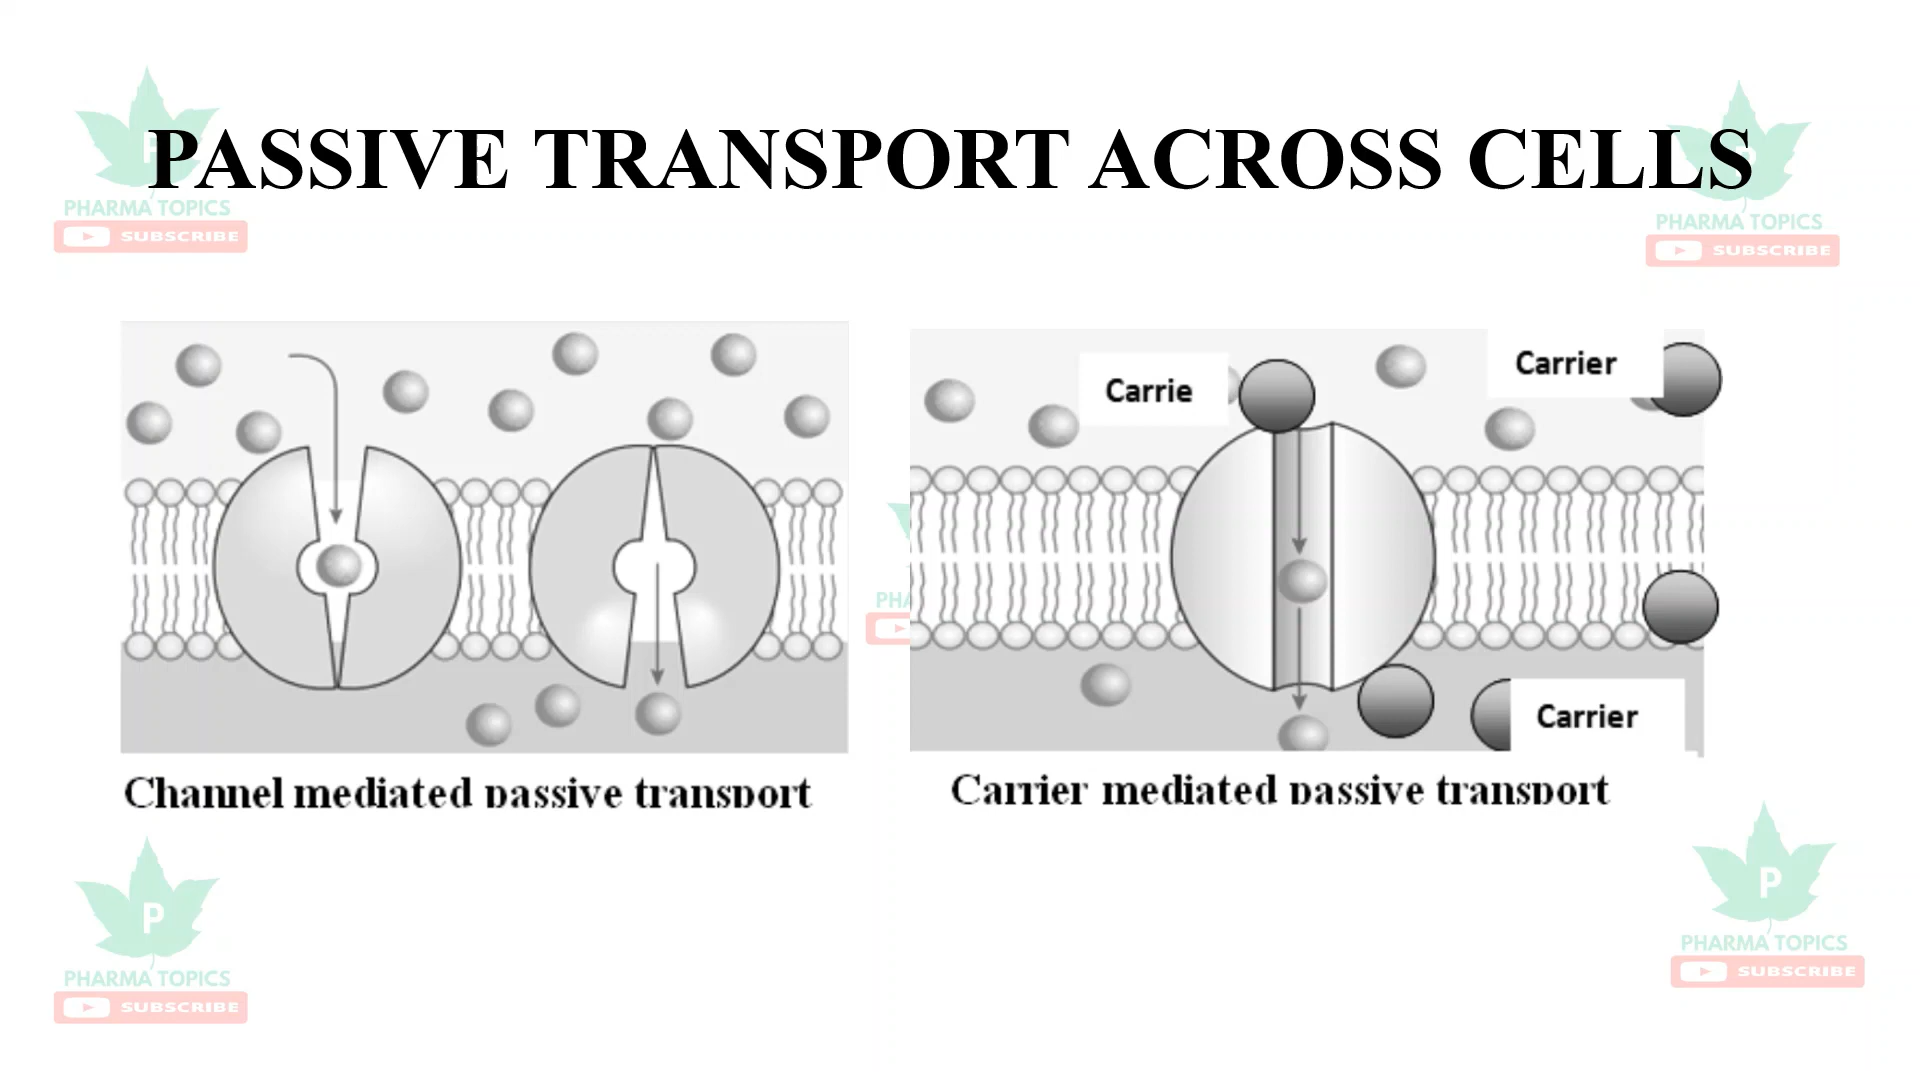 PASSIVE TRANSPORT ACROSS CELLS
PHARMA TOPICS
SUBSCRIBE
PHARMA TOPICS
SUBSCRIBE
Carrie
Carrier
Carrier
Channel mediated passive transport
Carrier mediated passive transport
P
PHARMA TOPICS
SUBSCRIBE
P
PHARMA TOPICS
SUBSCRIBE